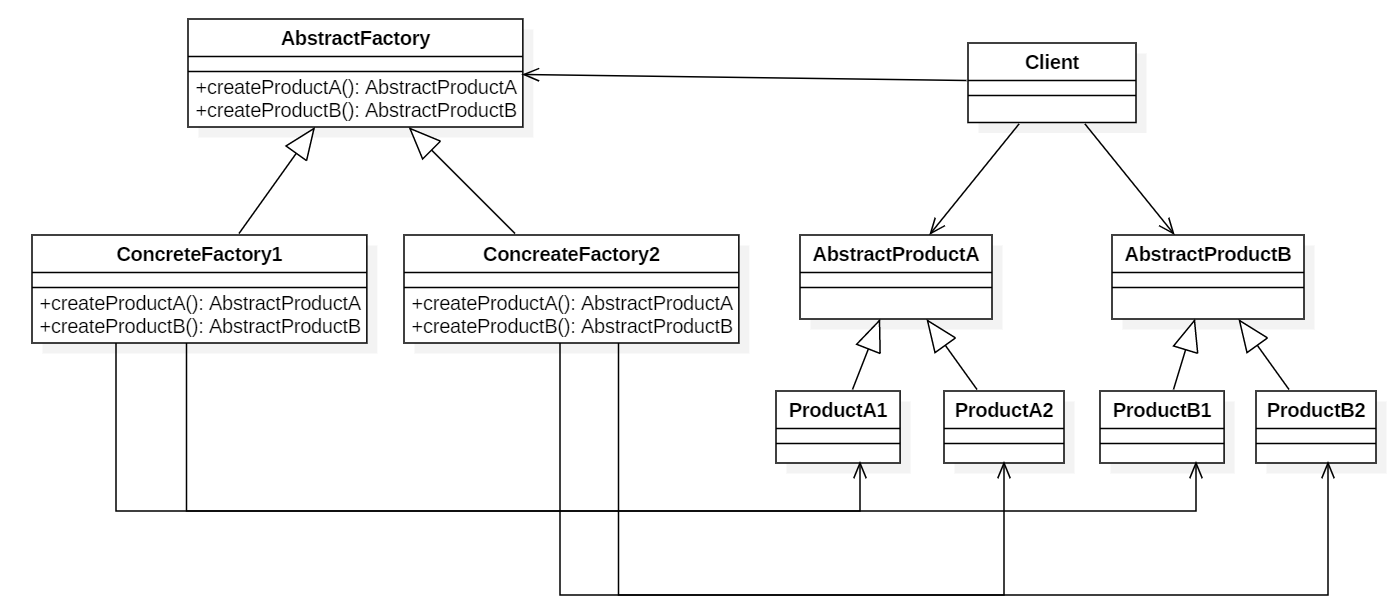 AbstractFactory
+createProductA(): AbstractProductA
+createProductB(): AbstractProductB
Client
ConcreteFactory1
+createProductA(): AbstractProductA
+createProductB(): AbstractProductB
ConcreateFactory2
+createProductA(): AbstractProductA
+createProductB(): AbstractProductB
AbstractProductA
AbstractProductB
ProductA1
ProductA2
ProductB1
ProductB2